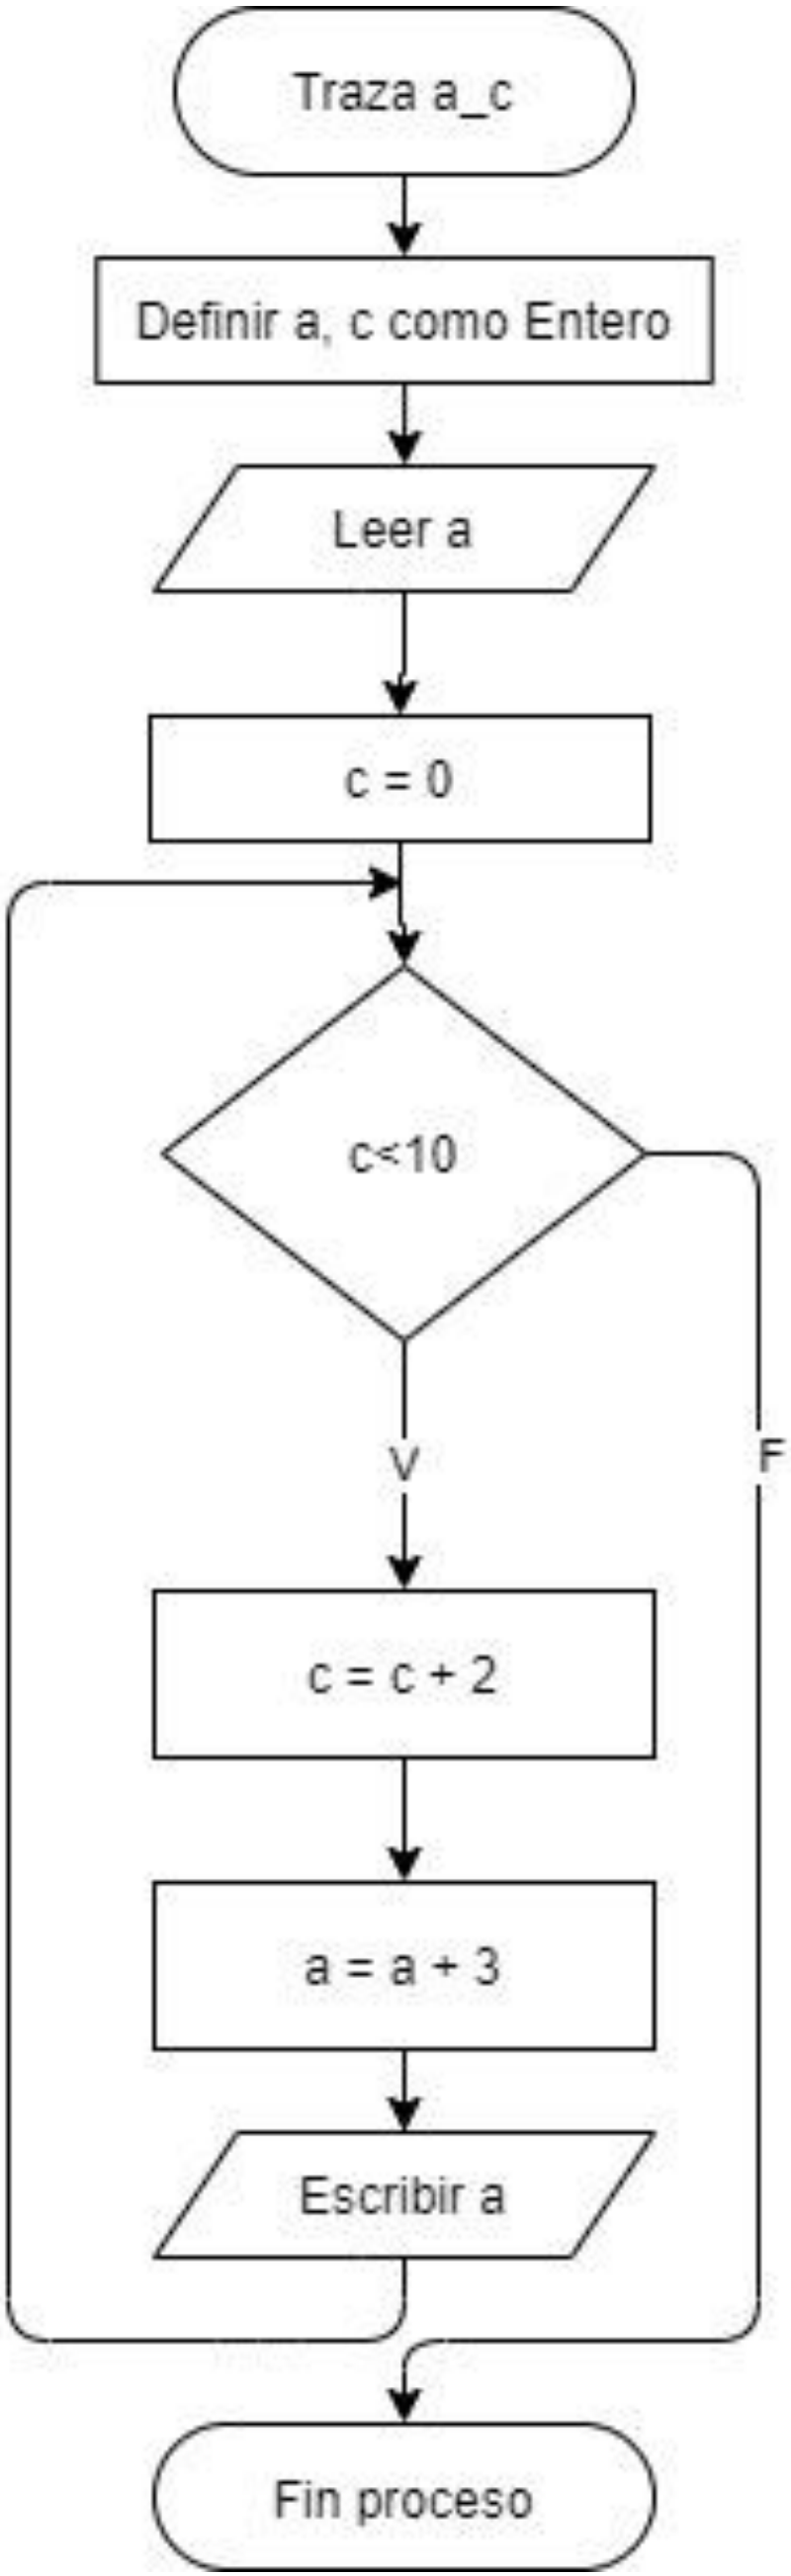 Traza a_c
Definir a, c como Entero
Leer a
c = 0
c<10
V
F
c = c + 2
a = a + 3
Escribir a
Fin proceso